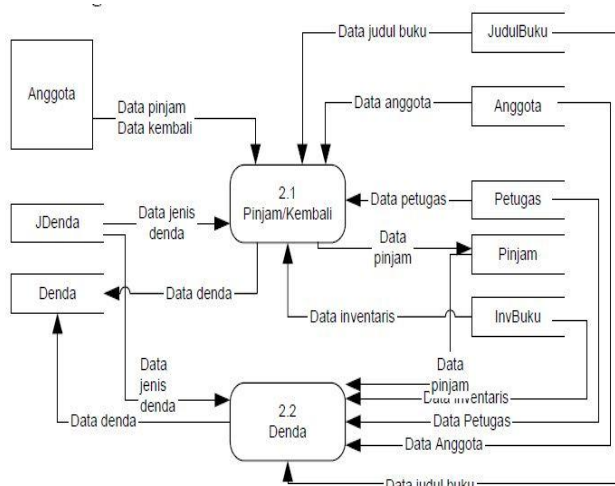 Data judul buku
JudulBuku
Anggota
Data pinjam
Data kembali
Data anggota
Anggota
2.1
Pinjam/Kembali
Data petugas
Petugas
JDenda
Data jenis
denda
Data
pinjam
Pinjam
Denda
Data denda
Data inventaris
InvBuku
Data
jenis
denda
Data
pinjam
Data inventaris
2.2
Denda
Data denda
Data Petugas
Data Anggota
Data judul buku